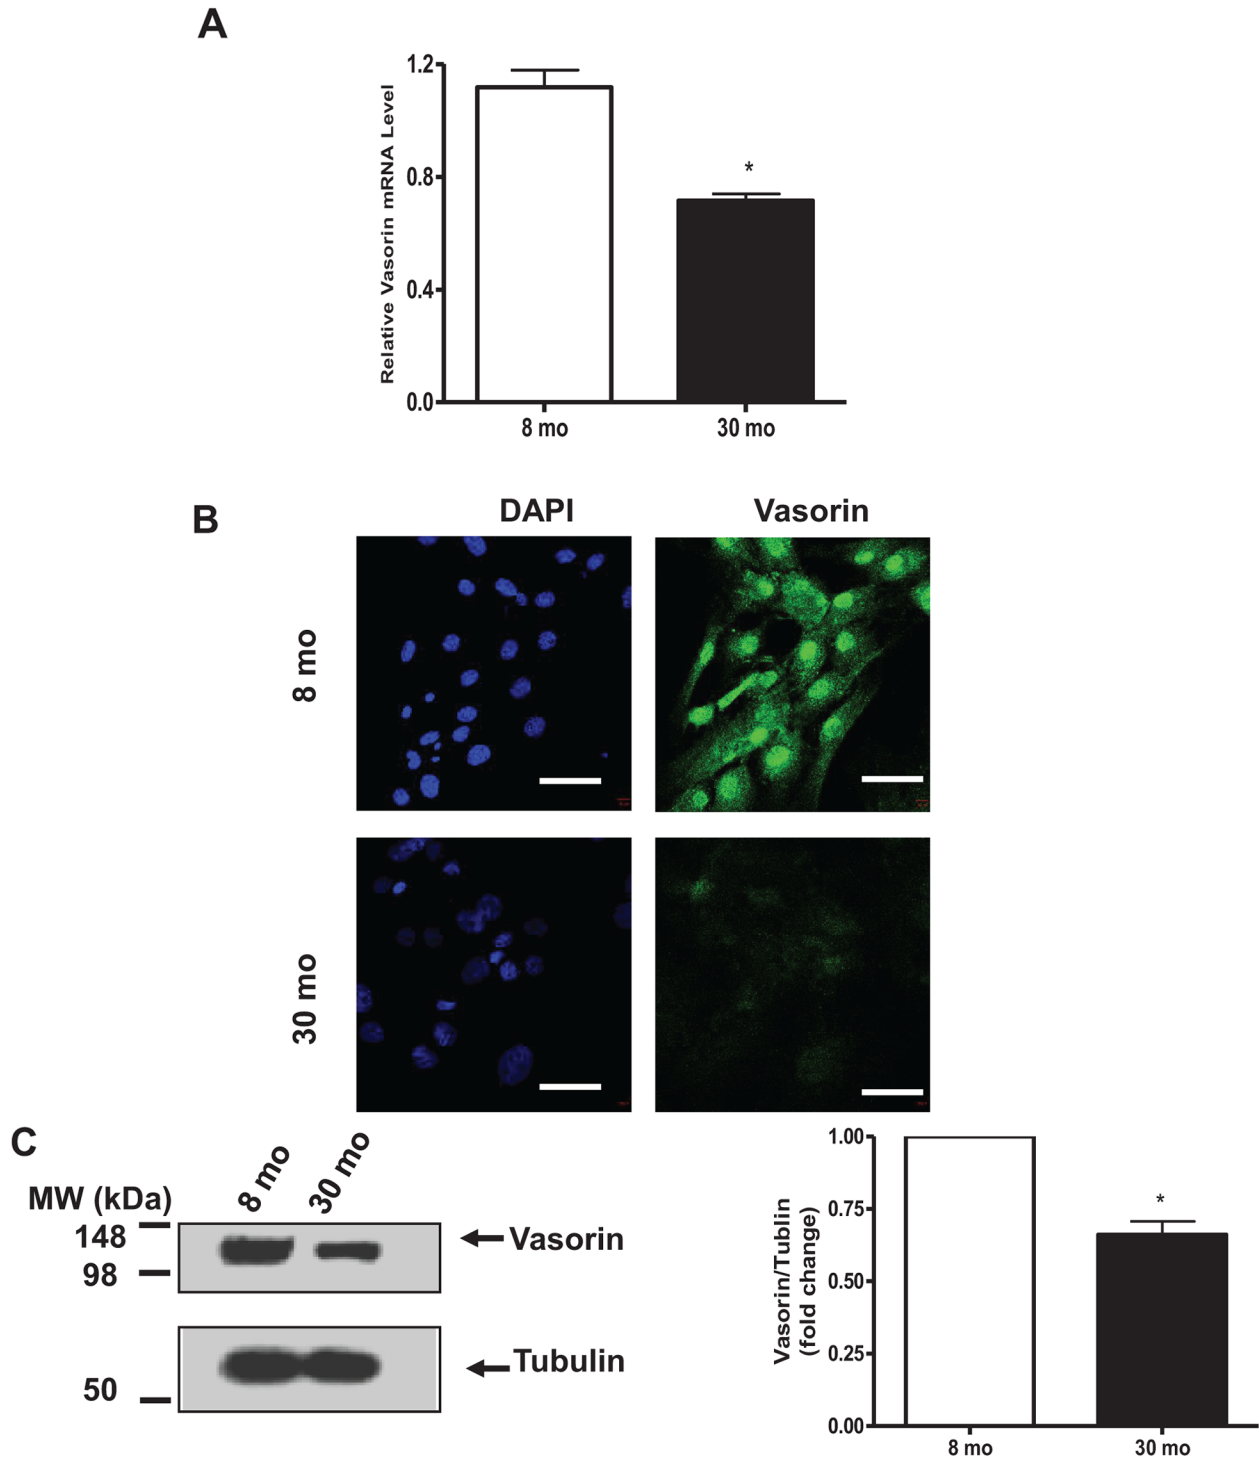 A
Relative Vasorin mRNA Level
1.2
0.8
0.4
0.0
*
8 mo
30 mo
B
DAPI
Vasorin
8 mo
30 mo
C
8 mo
30 mo
MW (kDa)
148
98
Vasorin
50
Tubulin
Vasorin/Tublin
(fold change)
1.00
0.75
0.50
0.25
0.00
*
8 mo
30 mo